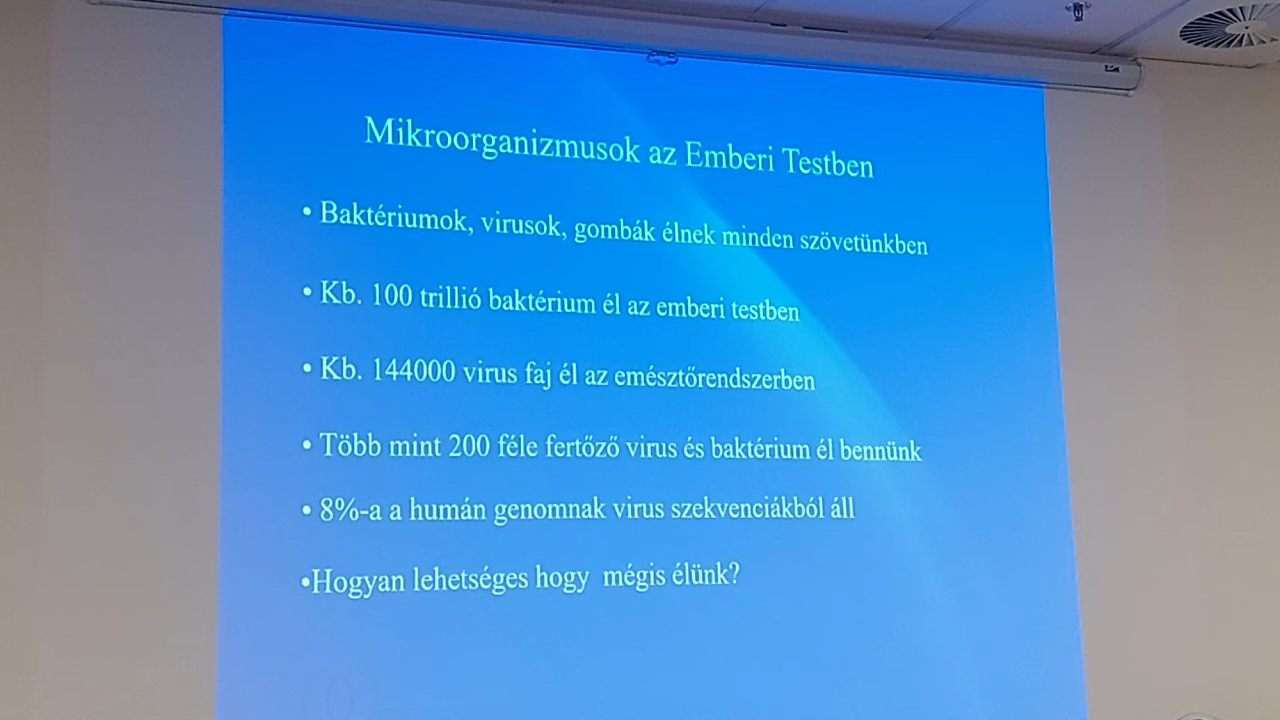 Mikroorganizmusok az Emberi Testben
• Baktériumok, virusok, gombák élnek minden szövetünkben
• Kb. 100 trillió baktérium él az emberi testben
• Kb. 144000 virus faj él az emésztőrendszerben
• Több mint 200 féle fertőző virus és baktérium él bennünk
• 8%-a a humán genomnak virus szekvenciákból áll
•Hogyan lehetséges hogy mégis élünk?